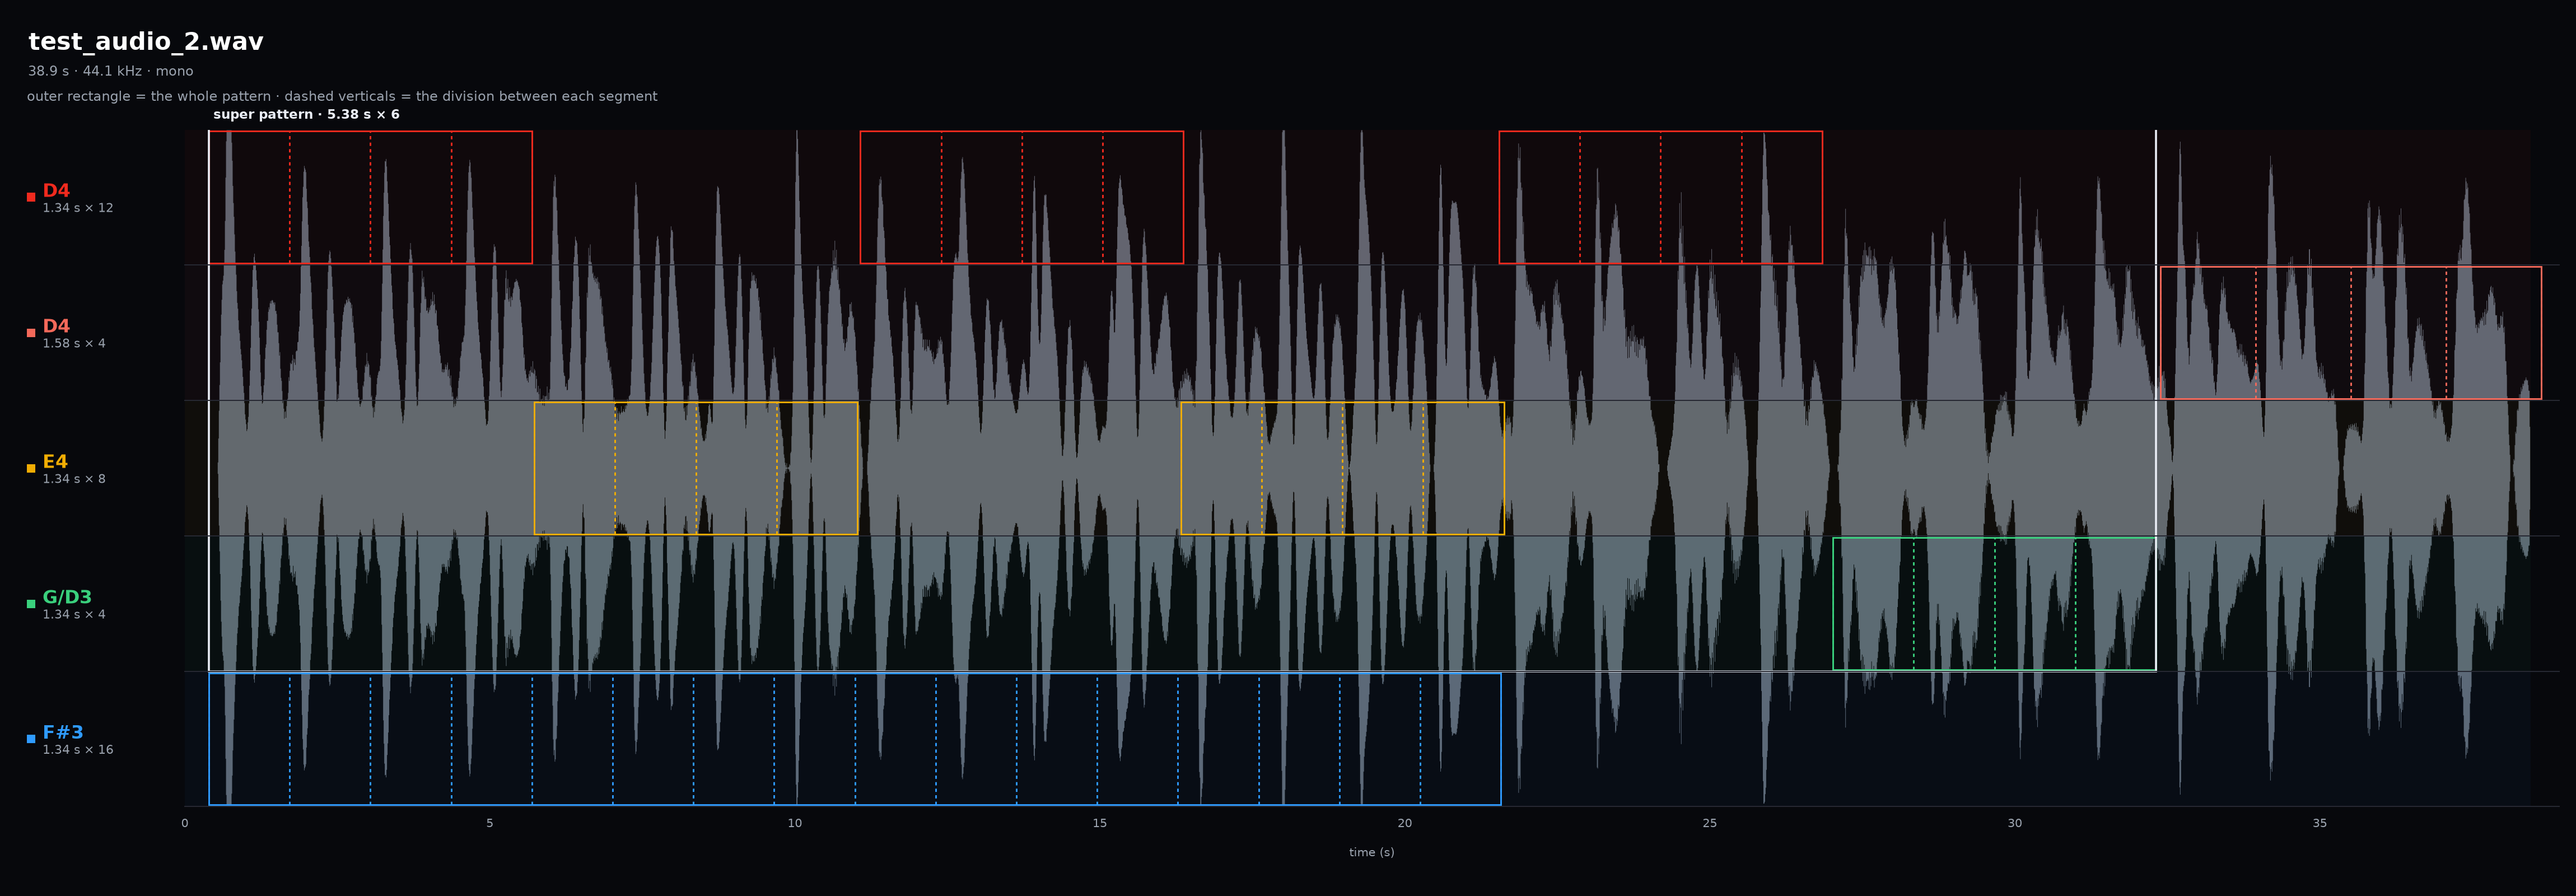 test_audio_2.wav
38.9 s · 44.1 kHz · mono
outer rectangle = the whole pattern · dashed verticals = the division between each segment
super pattern · 5.38 s × 6
D4
1.34 s × 12
D4
1.58 s × 4
E4
1.34 s × 8
G/D3
1.34 s × 4
F#3
1.34 s × 16
0 5 10 15 20 25 30 35
time (s)